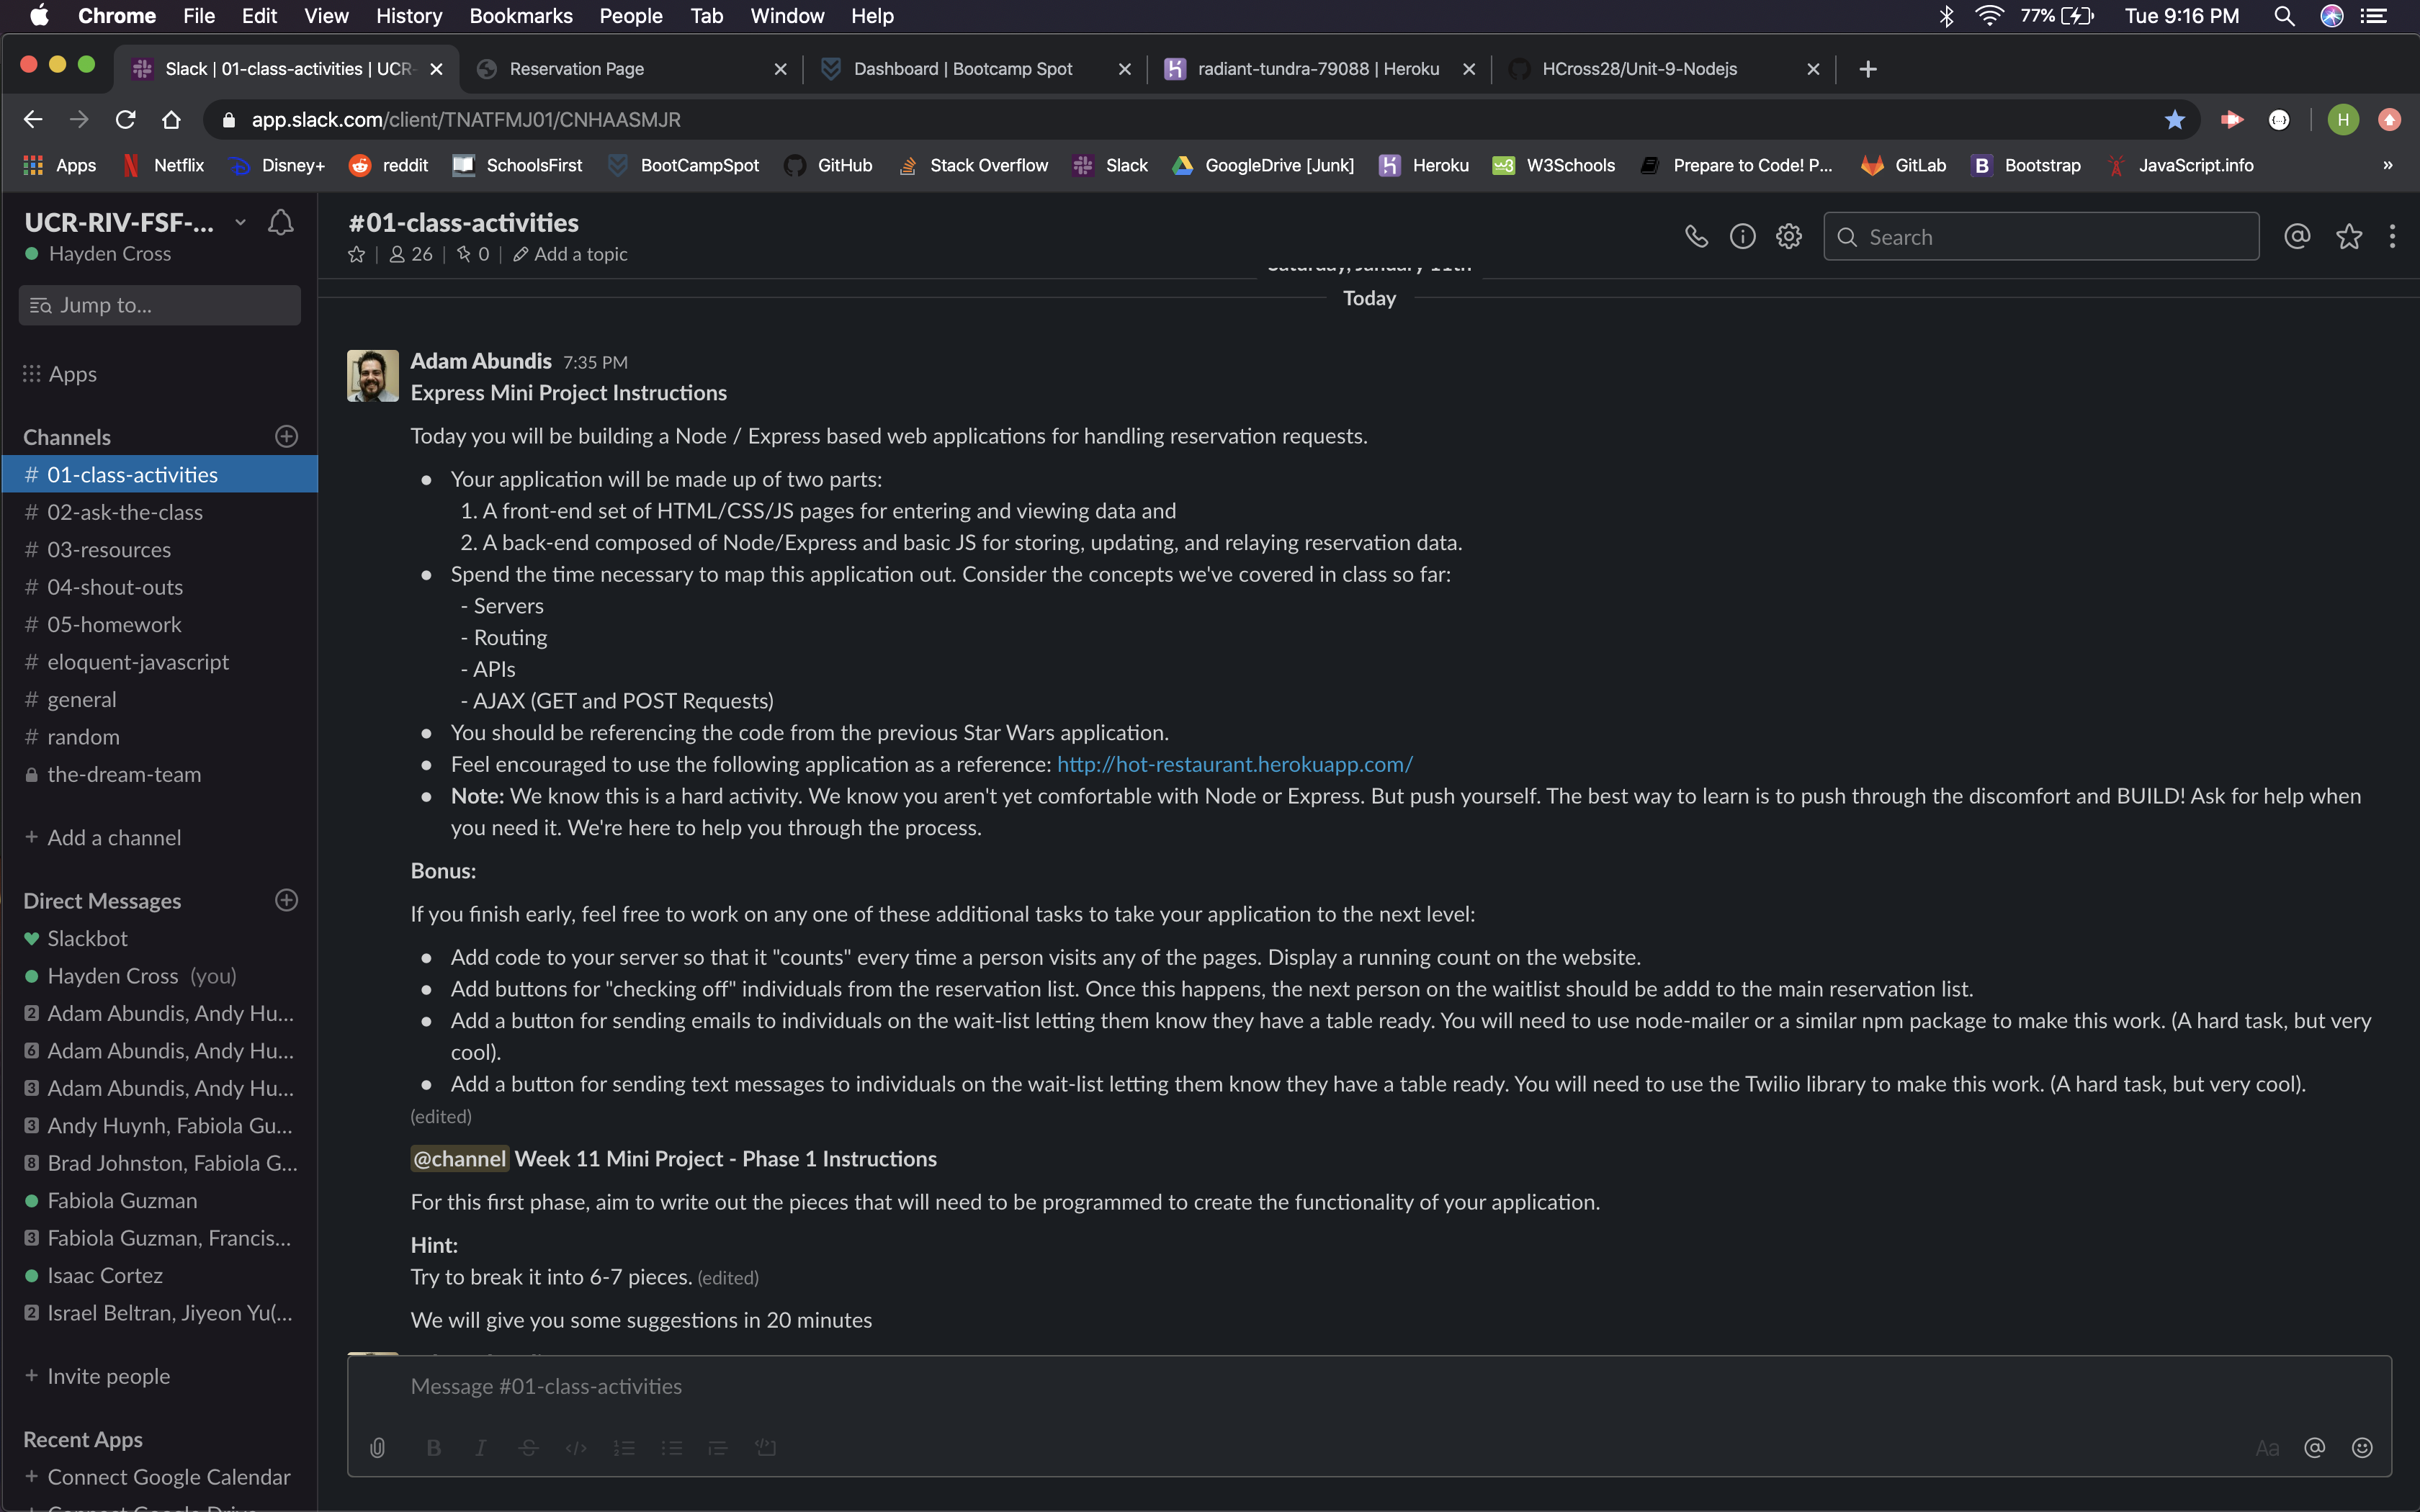 Chrome File Edit View History Bookmarks People Tab Window Help 77% Tue 9:16 PM
Slack | 01-class-activities | UCR- Reservation Page Dashboard | Bootcamp Spot radiant-tundra-79088 | Heroku HCross28/Unit-9-Nodejs
app.slack.com/client/TNATFMJ01/CNHAASMJR H
Apps Netflix Disney+ reddit SchoolsFirst BootCampSpot GitHub Stack Overflow Slack GoogleDrive [Junk] Heroku W3Schools Prepare to Code! P... GitLab Bootstrap JavaScript.info »
UCR-RIV-FSF-...
Hayden Cross
Jump to...
Apps
Channels
# 01-class-activities
# 02-ask-the-class
# 03-resources
# 04-shout-outs
# 05-homework
# eloquent-javascript
# general
# random
the-dream-team
+ Add a channel
Direct Messages
Slackbot
Hayden Cross (you)
2 Adam Abundis, Andy Hu...
6 Adam Abundis, Andy Hu...
3 Adam Abundis, Andy Hu...
3 Andy Huynh, Fabiola Gu...
8 Brad Johnston, Fabiola G...
Fabiola Guzman
3 Fabiola Guzman, Francis...
Isaac Cortez
2 Israel Beltran, Jiyeon Yu(...
+ Invite people
Recent Apps
+ Connect Google Calendar
+ Connect Google Drive
#01-class-activities
26 | 0 | Add a topic
Search
Saturday, January 11th
Today
Adam Abundis 7:35 PM
Express Mini Project Instructions
Today you will be building a Node / Express based web applications for handling reservation requests.
• Your application will be made up of two parts:
1. A front-end set of HTML/CSS/JS pages for entering and viewing data and
2. A back-end composed of Node/Express and basic JS for storing, updating, and relaying reservation data.
• Spend the time necessary to map this application out. Consider the concepts we've covered in class so far:
- Servers
- Routing
- APIs
- AJAX (GET and POST Requests)
• You should be referencing the code from the previous Star Wars application.
• Feel encouraged to use the following application as a reference: http://hot-restaurant.herokuapp.com/
• Note: We know this is a hard activity. We know you aren't yet comfortable with Node or Express. But push yourself. The best way to learn is to push through the discomfort and BUILD! Ask for help when
you need it. We're here to help you through the process.
Bonus:
If you finish early, feel free to work on any one of these additional tasks to take your application to the next level:
• Add code to your server so that it "counts" every time a person visits any of the pages. Display a running count on the website.
• Add buttons for "checking off" individuals from the reservation list. Once this happens, the next person on the waitlist should be addd to the main reservation list.
• Add a button for sending emails to individuals on the wait-list letting them know they have a table ready. You will need to use node-mailer or a similar npm package to make this work. (A hard task, but very
cool).
• Add a button for sending text messages to individuals on the wait-list letting them know they have a table ready. You will need to use the Twilio library to make this work. (A hard task, but very cool).
(edited)
@channel Week 11 Mini Project - Phase 1 Instructions
For this first phase, aim to write out the pieces that will need to be programmed to create the functionality of your application.
Hint:
Try to break it into 6-7 pieces. (edited)
We will give you some suggestions in 20 minutes
Message #01-class-activities
B I S </> Aa @